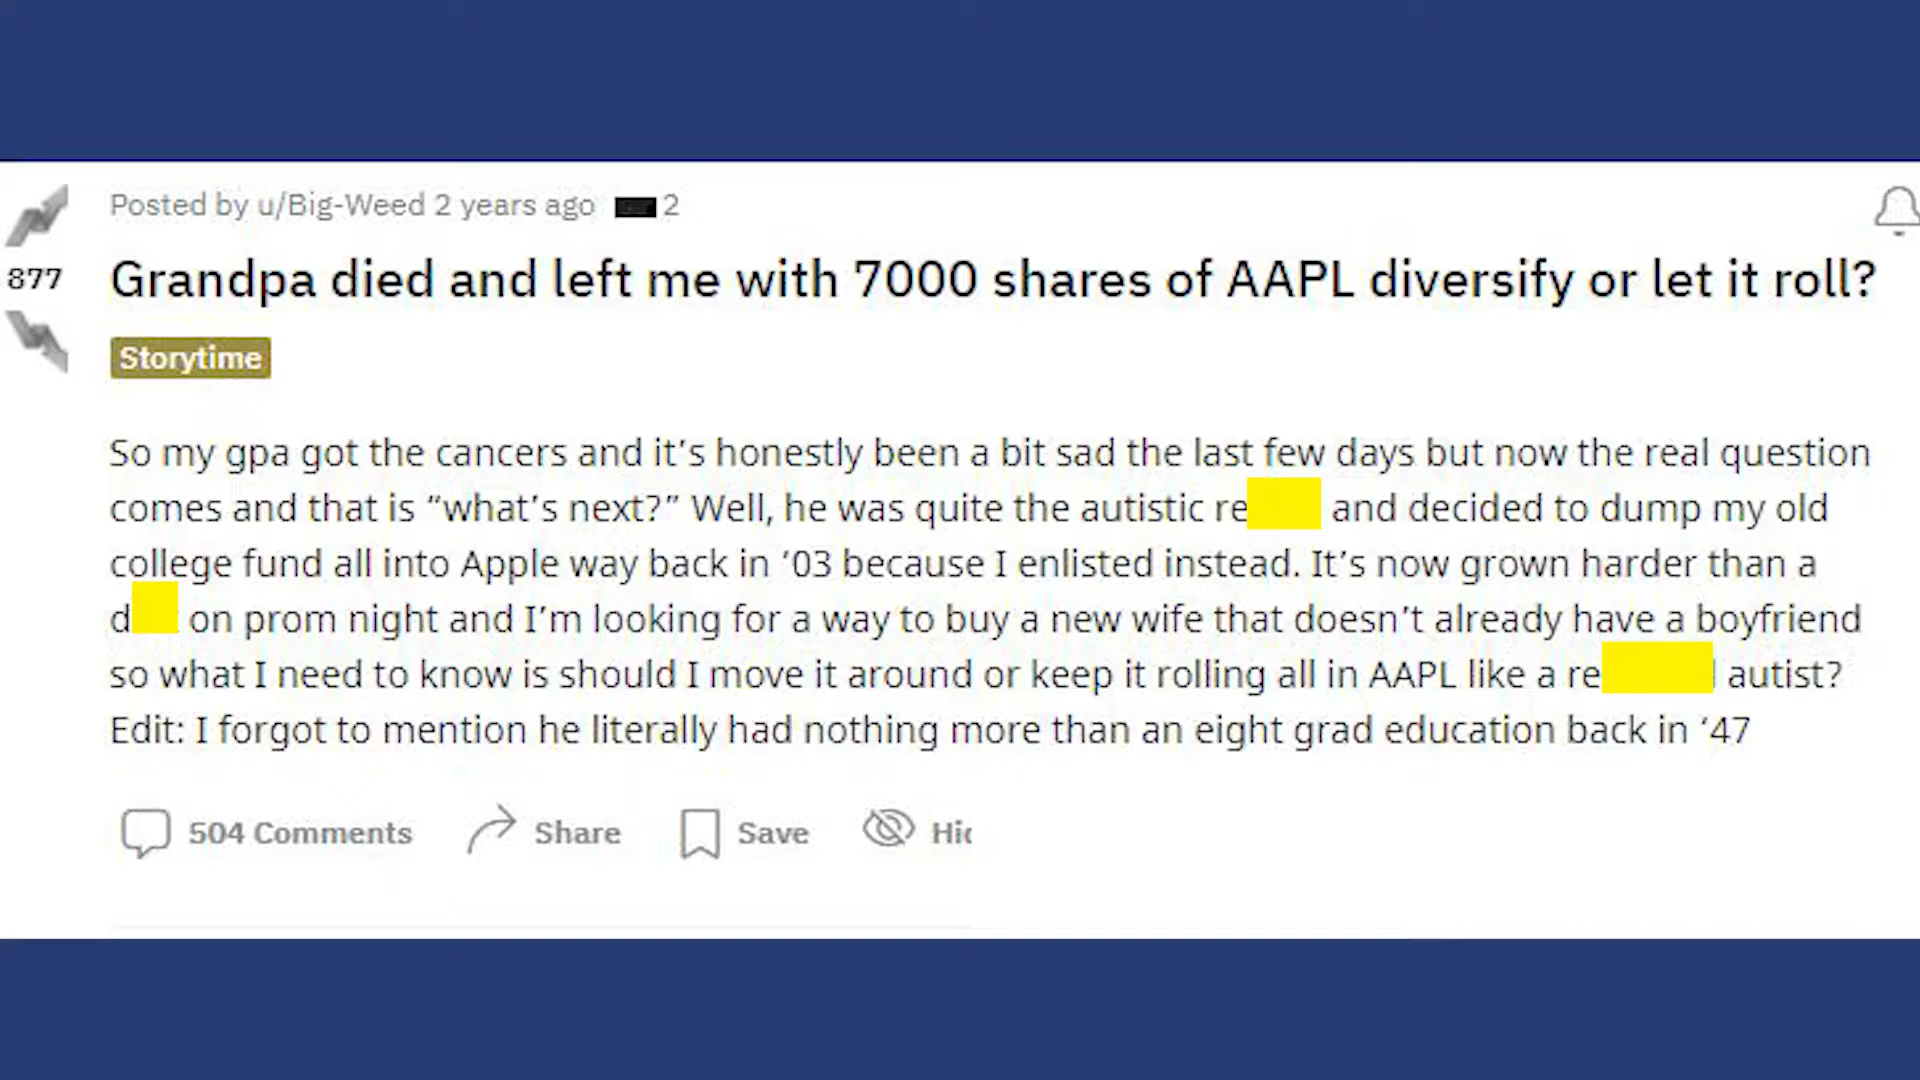 Posted by u/Big-Weed 2 years ago 2
877
Grandpa died and left me with 7000 shares of AAPL diversify or let it roll?
Storytime
So my gpa got the cancers and it’s honestly been a bit sad the last few days but now the real question
comes and that is “what’s next?” Well, he was quite the autistic re and decided to dump my old
college fund all into Apple way back in ‘03 because I enlisted instead. It’s now grown harder than a
d on prom night and I’m looking for a way to buy a new wife that doesn’t already have a boyfriend
so what I need to know is should I move it around or keep it rolling all in AAPL like a re autist?
Edit: I forgot to mention he literally had nothing more than an eight grad education back in ‘47
504 Comments Share Save Hid